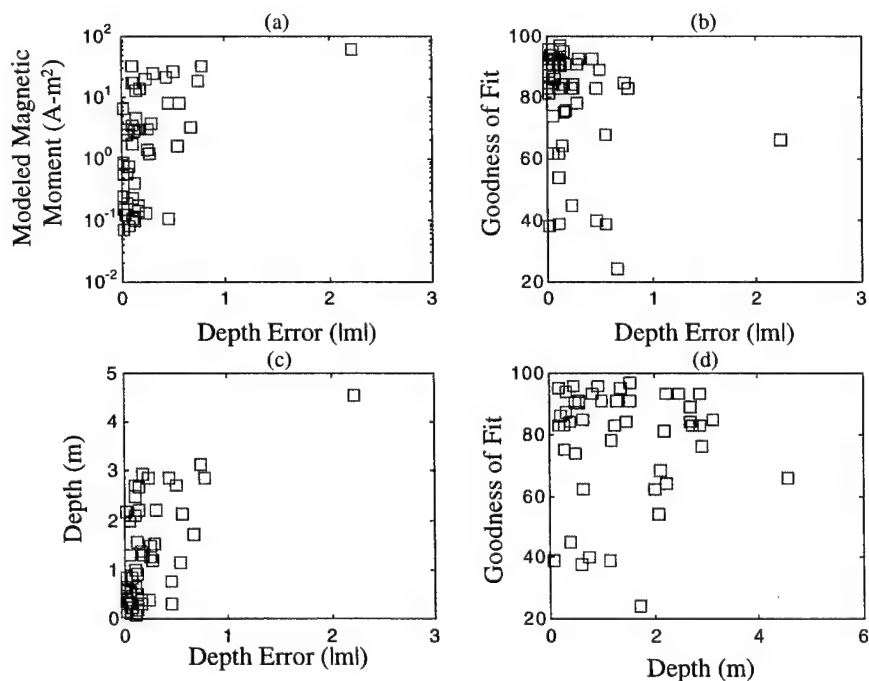 (a)
10²
10¹
10⁰
10⁻¹
10⁻²
Modeled Magnetic
Moment (A-m²)
0 1 2 3
Depth Error (|m|)
(b)
100
80
60
40
20
Goodness of Fit
0 1 2 3
Depth Error (|m|)
(c)
5
4
3
2
1
0
Depth (m)
0 1 2 3
Depth Error (|m|)
(d)
100
80
60
40
20
Goodness of Fit
0 2 4 6
Depth (m)